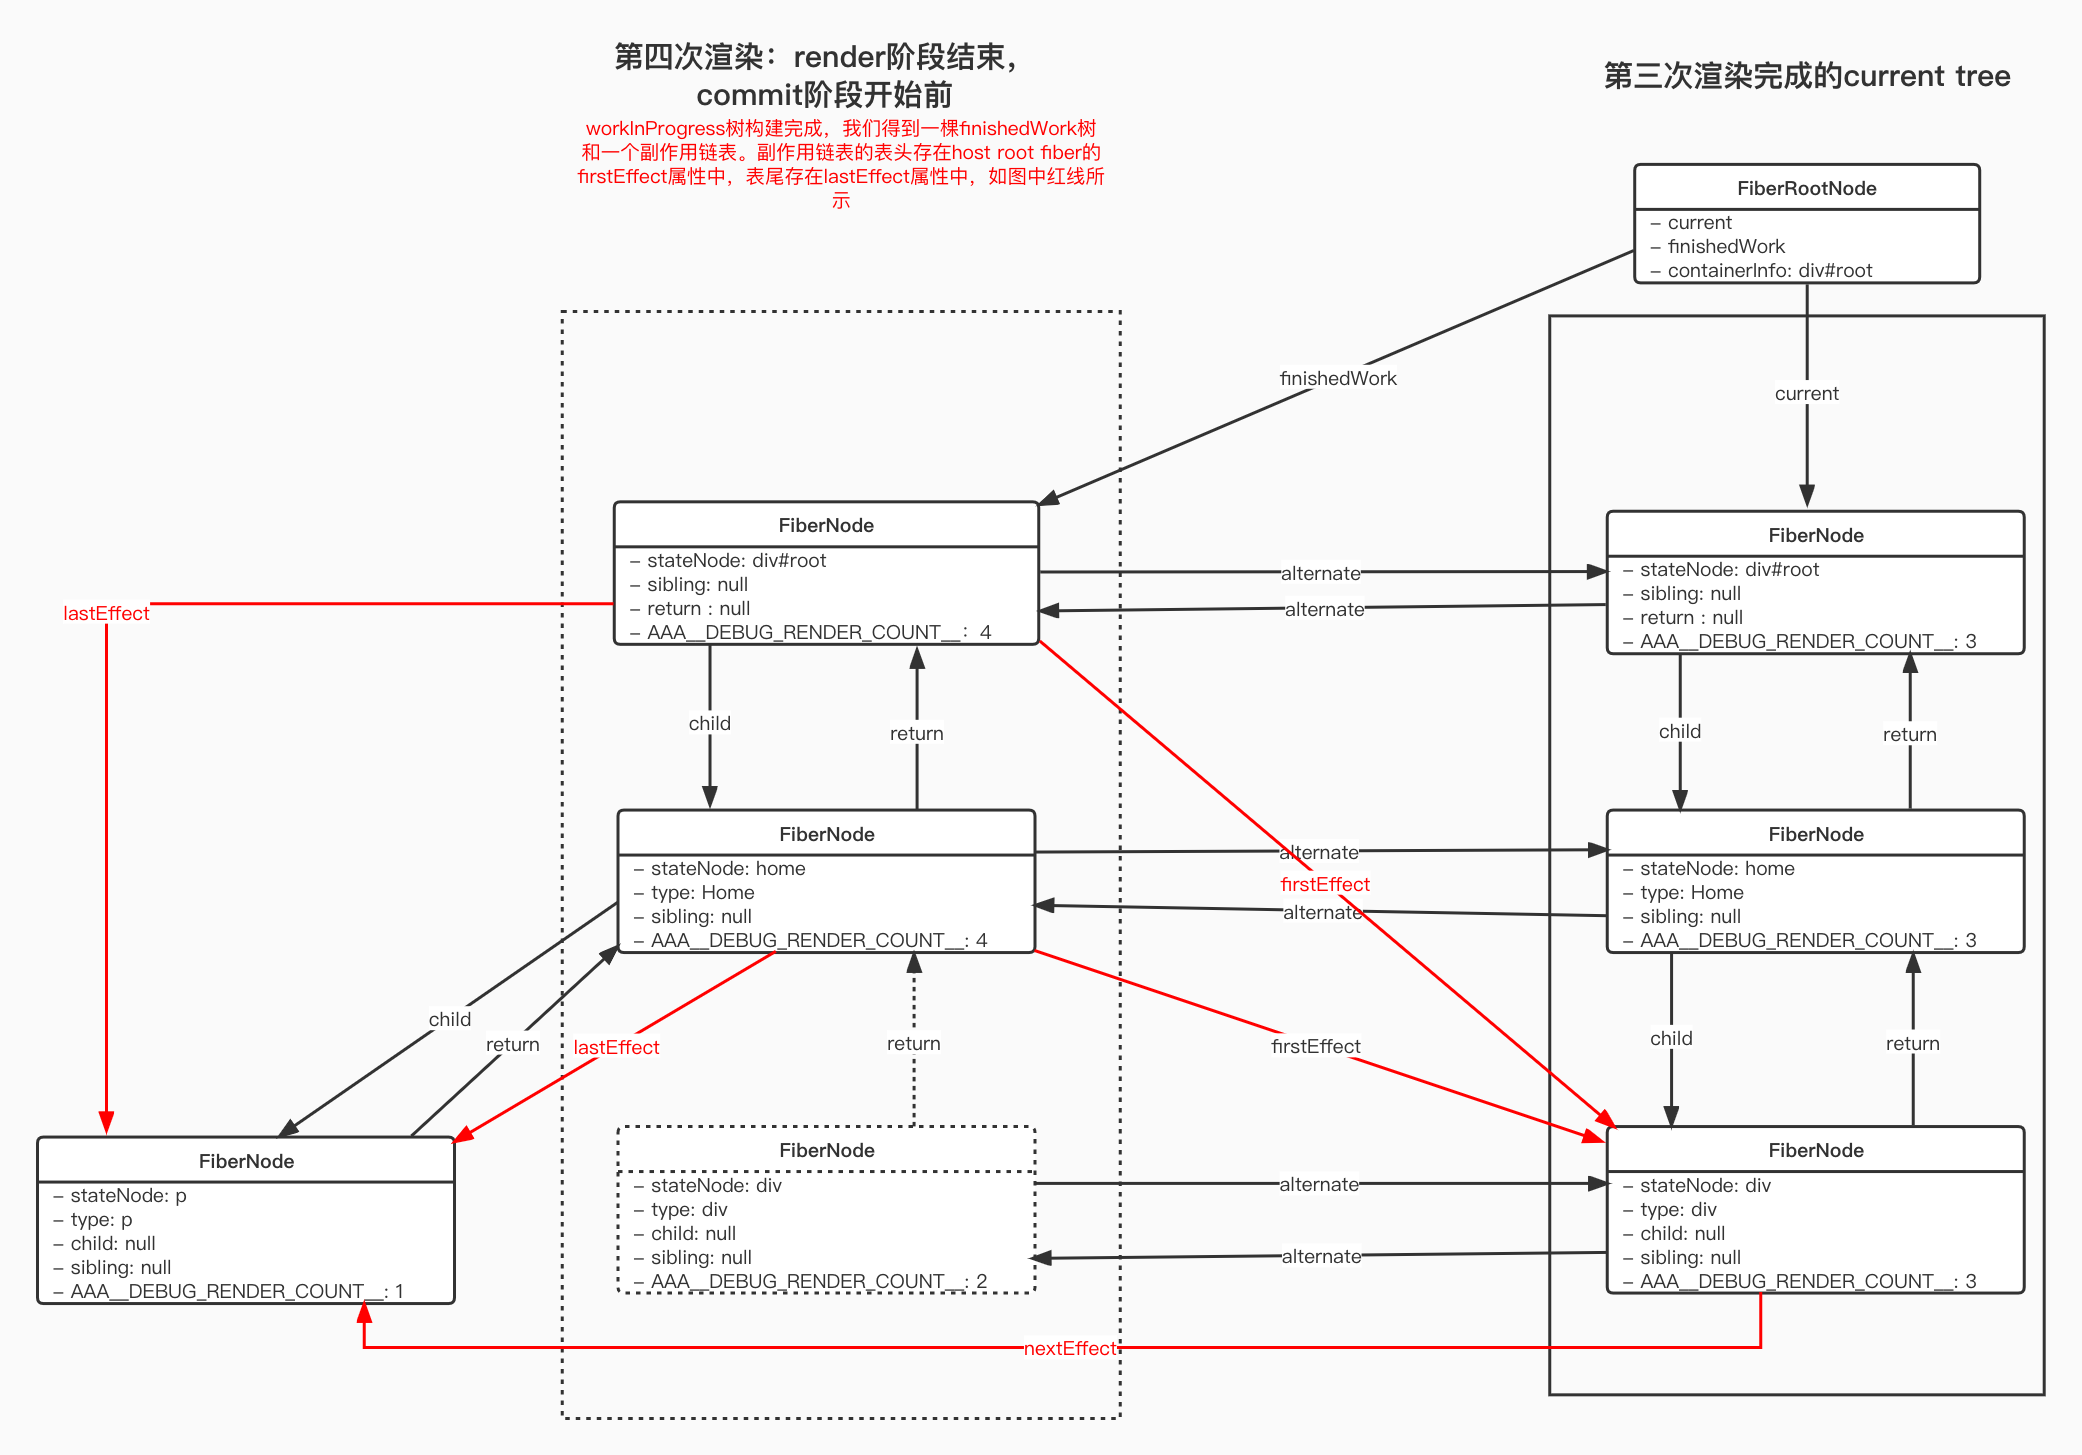 第四次渲染：render阶段结束，
commit阶段开始前
workInProgress树构建完成，我们得到一棵finishedWork树
和一个副作用链表。副作用链表的表头存在host root fiber的
firstEffect属性中，表尾存在lastEffect属性中，如图中红线所
示
第三次渲染完成的current tree
FiberRootNode
– current
– finishedWork
– containerInfo: div#root
finishedWork
current
FiberNode
– stateNode: div#root
– sibling: null
– return : null
– AAA__DEBUG_RENDER_COUNT__：4
alternate
alternate
FiberNode
– stateNode: div#root
– sibling: null
– return : null
– AAA__DEBUG_RENDER_COUNT__: 3
lastEffect
child
return
child
return
FiberNode
– stateNode: home
– type: Home
– sibling: null
– AAA__DEBUG_RENDER_COUNT__: 4
alternate
firstEffect
alternate
FiberNode
– stateNode: home
– type: Home
– sibling: null
– AAA__DEBUG_RENDER_COUNT__: 3
child
return
lastEffect
return
firstEffect
child
return
FiberNode
– stateNode: p
– type: p
– child: null
– sibling: null
– AAA__DEBUG_RENDER_COUNT__: 1
FiberNode
– stateNode: div
– type: div
– child: null
– sibling: null
– AAA__DEBUG_RENDER_COUNT__: 2
alternate
alternate
FiberNode
– stateNode: div
– type: div
– child: null
– sibling: null
– AAA__DEBUG_RENDER_COUNT__: 3
nextEffect